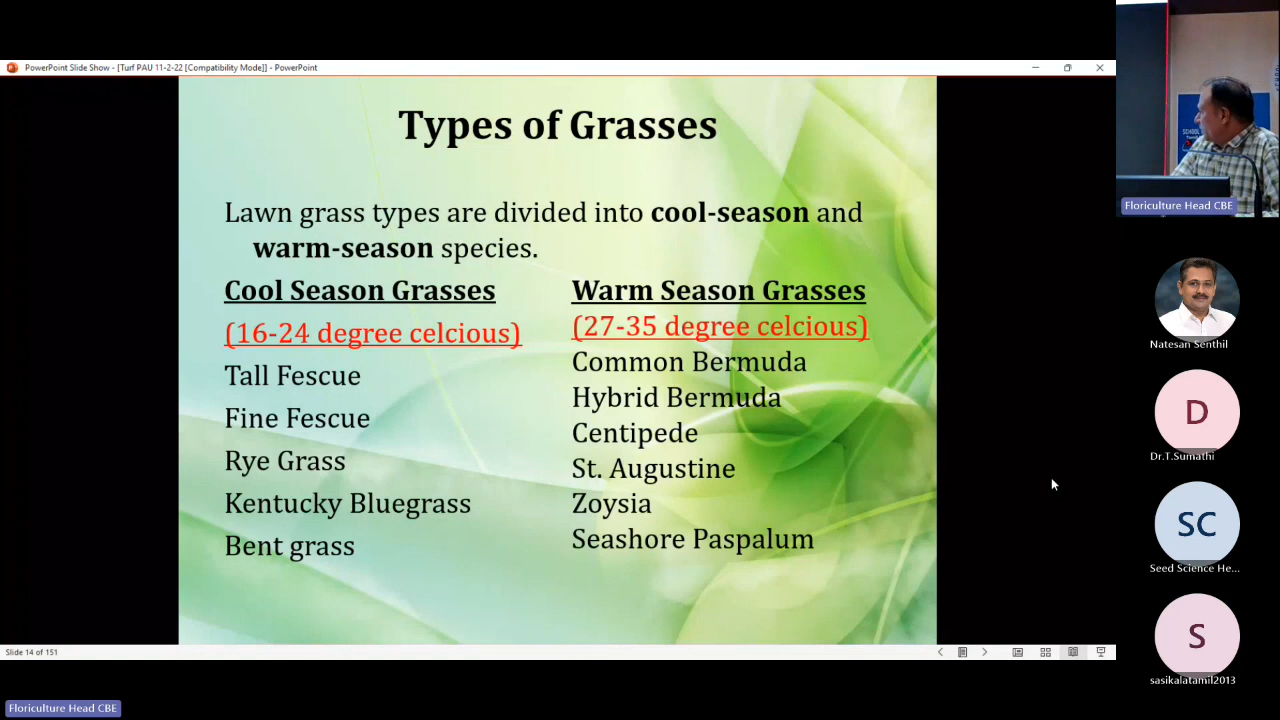 PowerPoint Slide Show - [Turf PAU 11-2-22 [Compatibility Mode]] - PowerPoint
Types of Grasses
Lawn grass types are divided into cool-season and
warm-season species.
Cool Season Grasses
(16-24 degree celcious)
Tall Fescue
Fine Fescue
Rye Grass
Kentucky Bluegrass
Bent grass
Warm Season Grasses
(27-35 degree celcious)
Common Bermuda
Hybrid Bermuda
Centipede
St. Augustine
Zoysia
Seashore Paspalum
Slide 14 of 151
Floriculture Head CBE
SCHOOL
Floriculture Head CBE
Natesan Senthil
D
Dr.T.Sumathi
SC
Seed Science He...
S
sasikalatamil2013